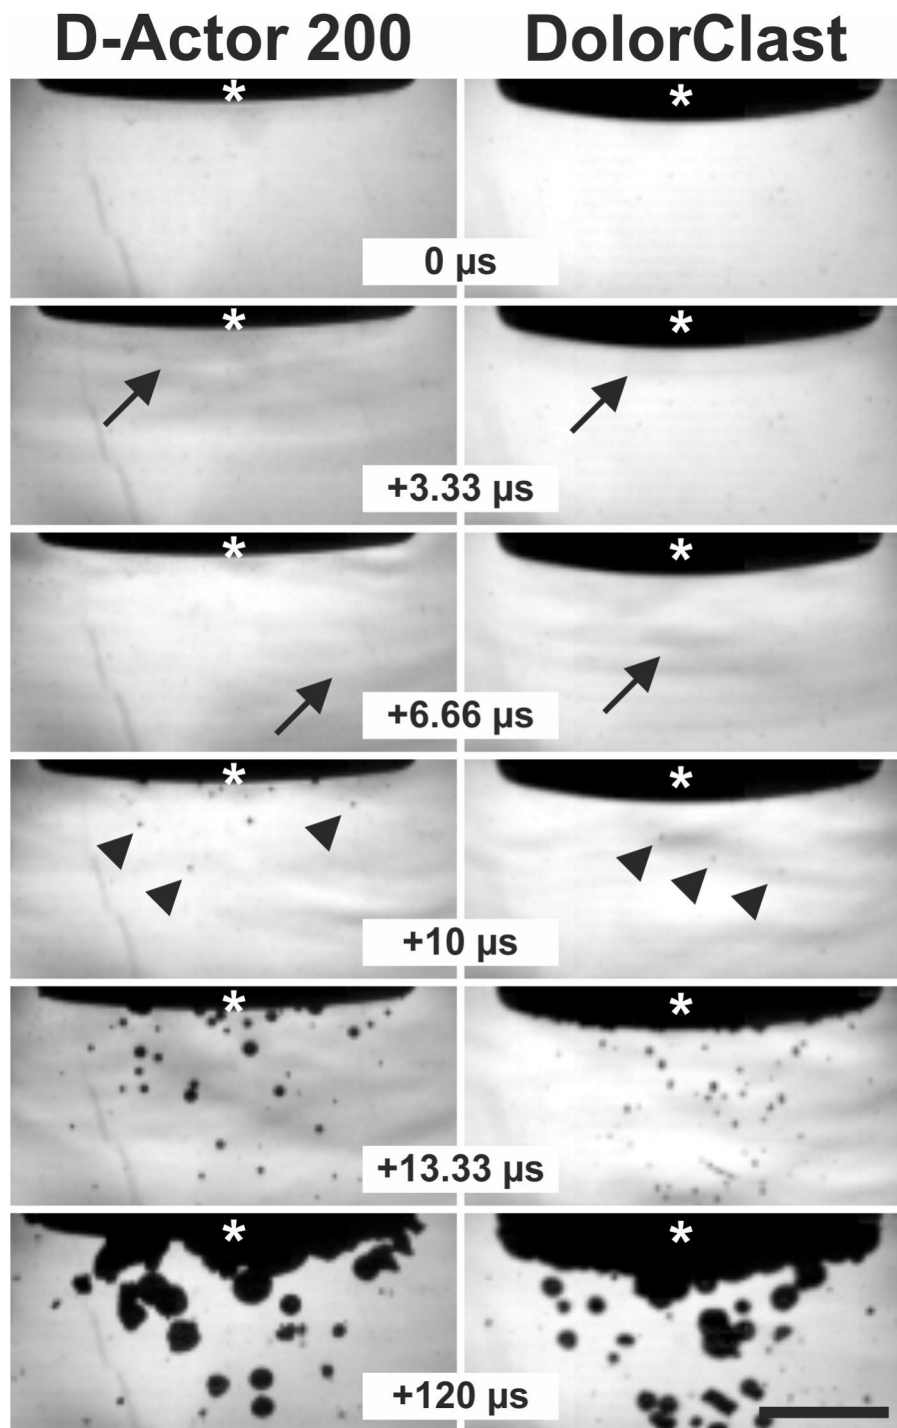 D-Actor 200 DolorClast
* *
0 µs
* *
+3.33 µs
* *
+6.66 µs
* *
+10 µs
* *
+13.33 µs
* *
+120 µs